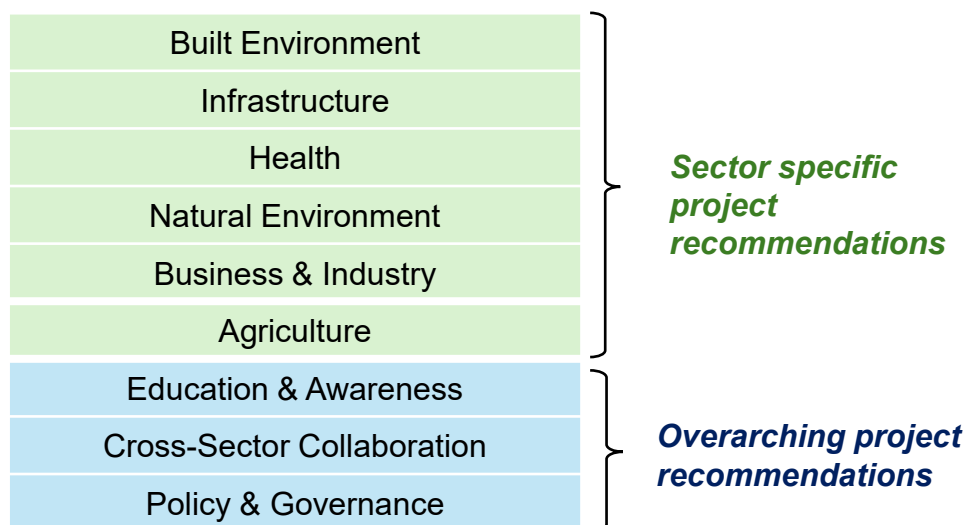 Built Environment
Infrastructure
Health
Natural Environment
Business & Industry
Agriculture
Sector specific
project
recommendations
Education & Awareness
Cross-Sector Collaboration
Policy & Governance
Overarching project
recommendations